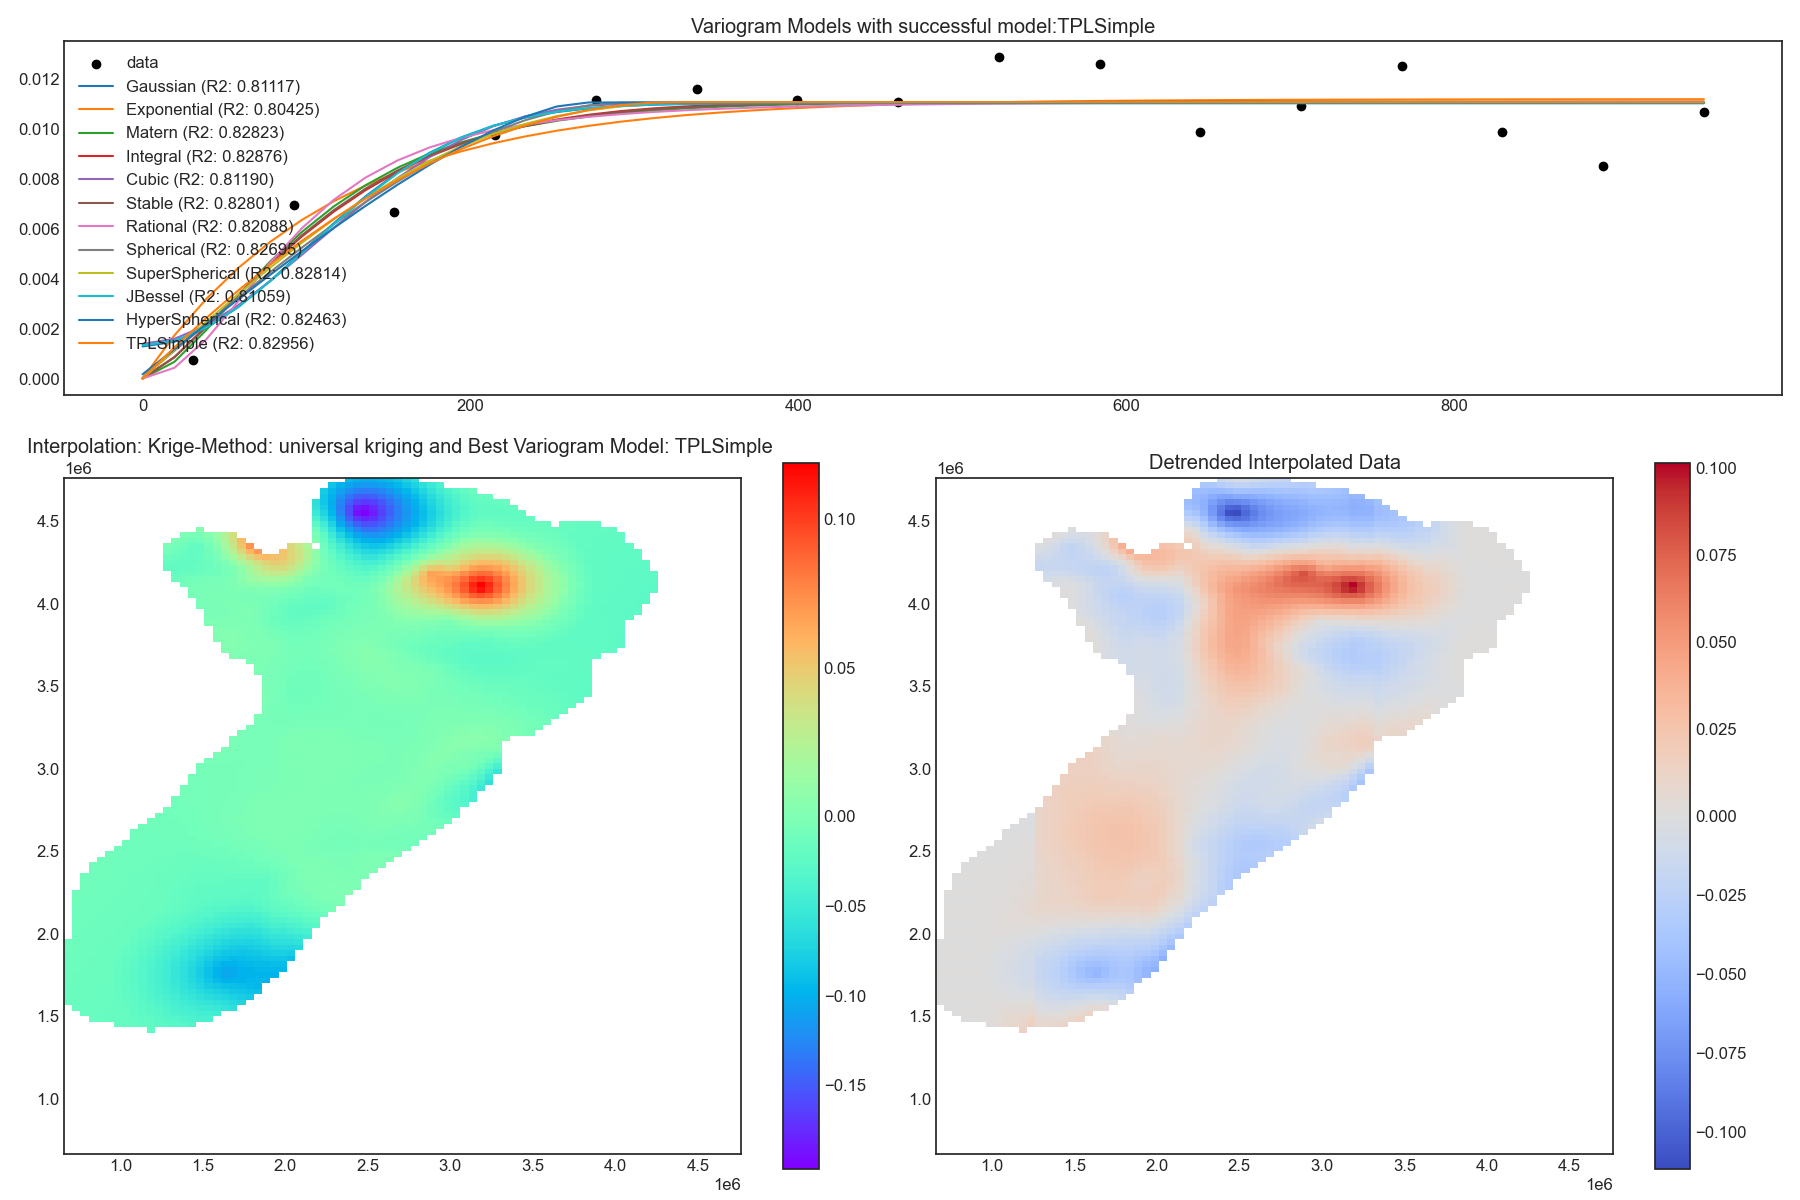 Variogram Models with successful model:TPLSimple
data
Gaussian (R2: 0.81117)
Exponential (R2: 0.80425)
Matern (R2: 0.82823)
Integral (R2: 0.82876)
Cubic (R2: 0.81190)
Stable (R2: 0.82801)
Rational (R2: 0.82088)
Spherical (R2: 0.82695)
SuperSpherical (R2: 0.82814)
JBessel (R2: 0.81059)
HyperSpherical (R2: 0.82463)
TPLSimple (R2: 0.82956)
0.012
0.010
0.008
0.006
0.004
0.002
0.000
0 200 400 600 800
Interpolation: Krige-Method: universal kriging and Best Variogram Model: TPLSimple
1e6
4.5
4.0
3.5
3.0
2.5
2.0
1.5
1.0
1.0 1.5 2.0 2.5 3.0 3.5 4.0 4.5
1e6
0.10
0.05
0.00
−0.05
−0.10
−0.15
Detrended Interpolated Data
1e6
4.5
4.0
3.5
3.0
2.5
2.0
1.5
1.0
1.0 1.5 2.0 2.5 3.0 3.5 4.0 4.5
1e6
0.100
0.075
0.050
0.025
0.000
−0.025
−0.050
−0.075
−0.100